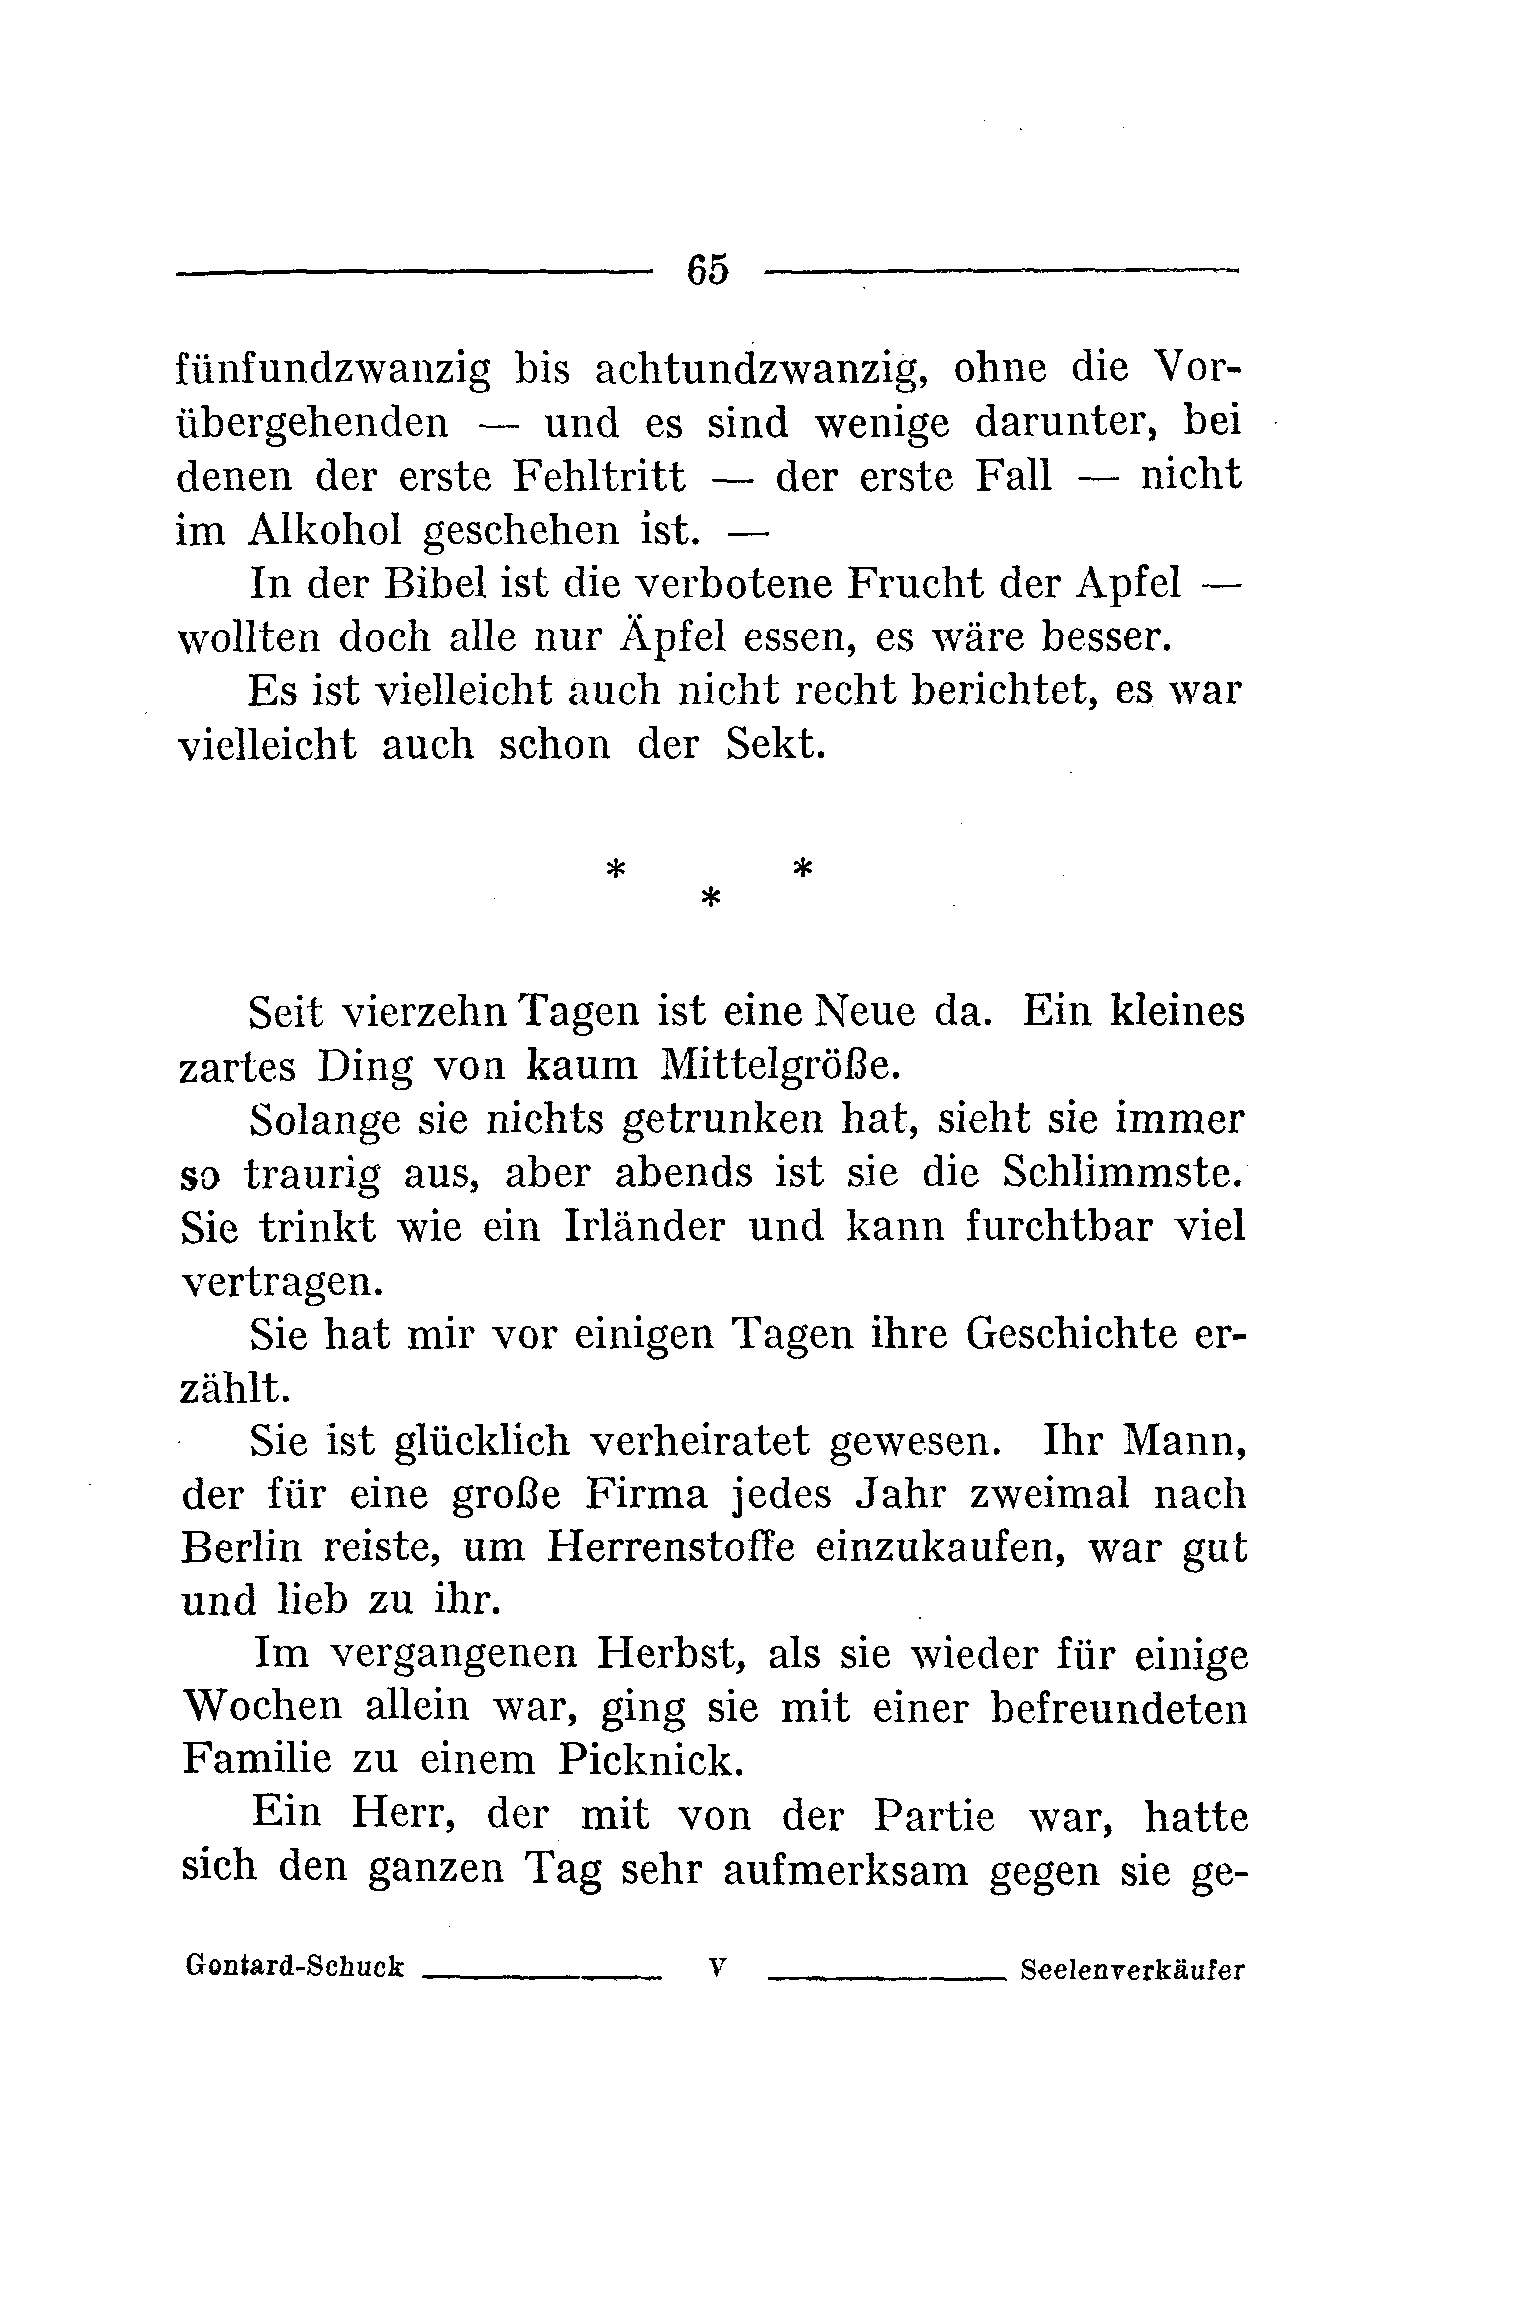 65
fünfundzwanzig bis achtundzwanzig, ohne die Vor-
übergehenden — und es sind wenige darunter, bei
denen der erste Fehltritt — der erste Fall — nicht
im Alkohol geschehen ist. —
In der Bibel ist die verbotene Frucht der Apfel —
wollten doch alle nur Äpfel essen, es wäre besser.
Es ist vielleicht auch nicht recht berichtet, es war
vielleicht auch schon der Sekt.
* * *
Seit vierzehn Tagen ist eine Neue da. Ein kleines
zartes Ding von kaum Mittelgröße.
Solange sie nichts getrunken hat, sieht sie immer
so traurig aus, aber abends ist sie die Schlimmste.
Sie trinkt wie ein Irländer und kann furchtbar viel
vertragen.
Sie hat mir vor einigen Tagen ihre Geschichte er-
zählt.
Sie ist glücklich verheiratet gewesen. Ihr Mann,
der für eine große Firma jedes Jahr zweimal nach
Berlin reiste, um Herrenstoffe einzukaufen, war gut
und lieb zu ihr.
Im vergangenen Herbst, als sie wieder für einige
Wochen allein war, ging sie mit einer befreundeten
Familie zu einem Picknick.
Ein Herr, der mit von der Partie war, hatte
sich den ganzen Tag sehr aufmerksam gegen sie ge-
Gontard-Schuck V Seelenverkäufer